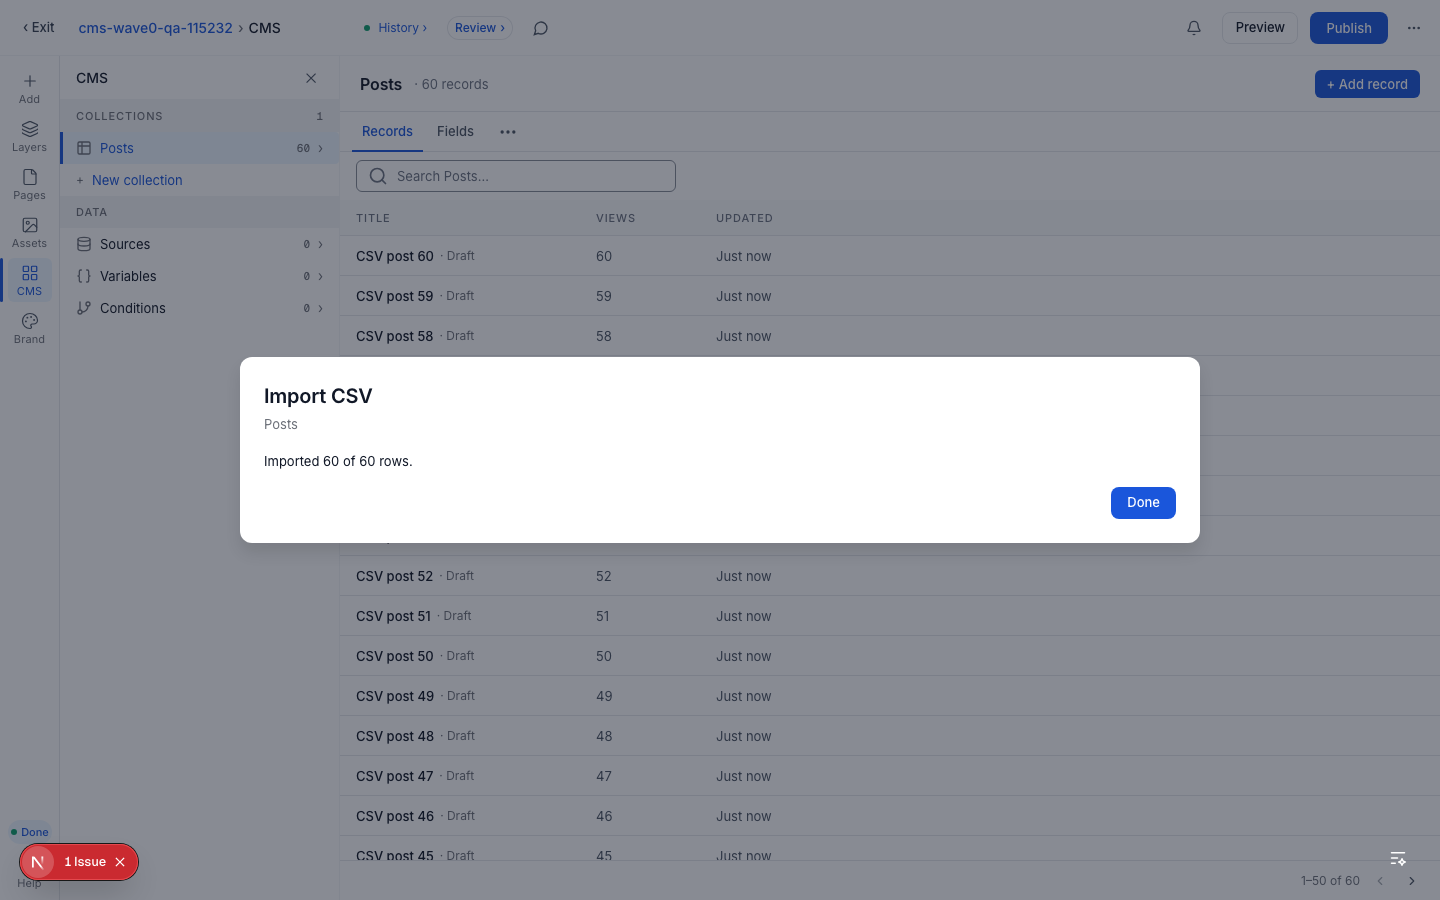 ‹ Exit
cms-wave0-qa-115232 › CMS
History ›
Review ›
Preview
Publish
Add
Layers
Pages
Assets
CMS
Brand
CMS
COLLECTIONS 1
Posts 60 ›
+ New collection
DATA
Sources 0 ›
Variables 0 ›
Conditions 0 ›
Posts · 60 records
+ Add record
Records Fields
Search Posts...
TITLE VIEWS UPDATED
CSV post 60 · Draft 60 Just now
CSV post 59 · Draft 59 Just now
CSV post 58 · Draft 58 Just now
Import CSV
Posts
Imported 60 of 60 rows.
Done
CSV post 52 · Draft 52 Just now
CSV post 51 · Draft 51 Just now
CSV post 50 · Draft 50 Just now
CSV post 49 · Draft 49 Just now
CSV post 48 · Draft 48 Just now
CSV post 47 · Draft 47 Just now
CSV post 46 · Draft 46 Just now
CSV post 45 · Draft 45 Just now
1–50 of 60
Done
N 1 Issue
Help